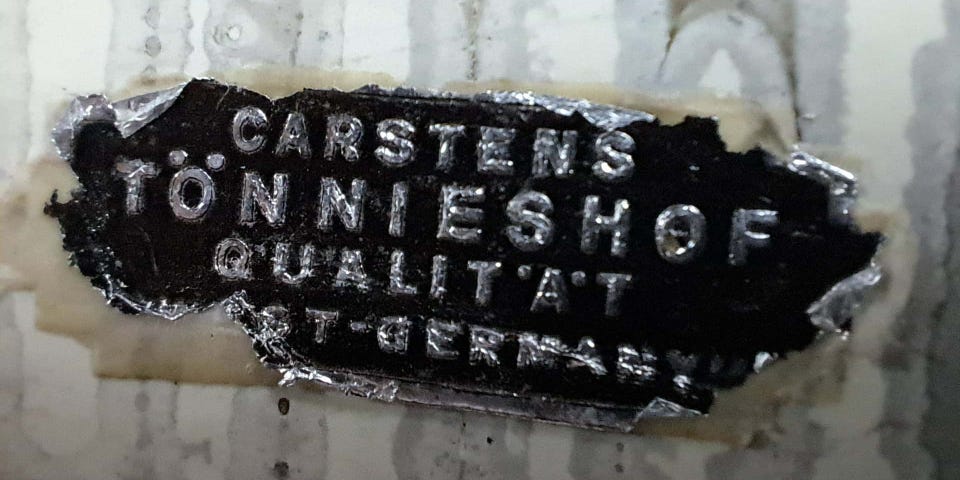 CARSTENS
TÖNNIESHOF
QUALITÄT
ST-GERMANY